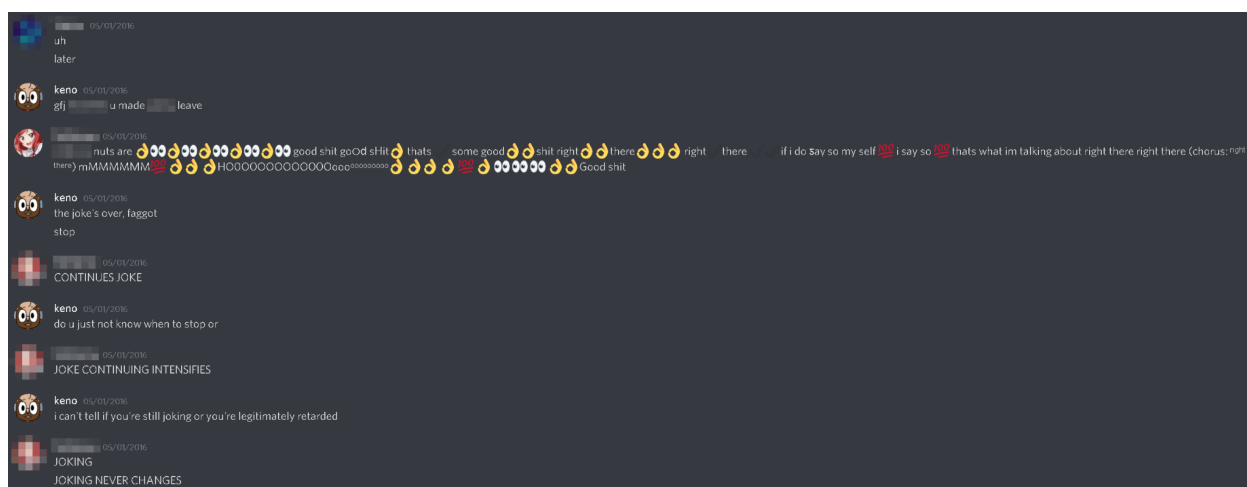 05/01/2016
uh
later
keno 05/01/2016
gfj u made leave
05/01/2016
nuts are 👌👀👌👀👌👀👌👀👌👀 good shit go౦ԁ sHit👌 thats some good👌👌shit right👌👌there👌👌👌 right there if i do ƽay so my self 💯 i say so 💯 thats what im talking about right there right there (chorus: ʳᶦᵍʰᵗ
ᵗʰᵉʳᵉ) mMMMMMM💯 👌👌 👌HO0OOOOOOOOOOOOOooo°°°°°°°°°° 👌 👌👌 👌 💯 👌 👀👀👀 👌👌Good shit
keno 05/01/2016
the joke's over, faggot
stop
05/01/2016
CONTINUES JOKE
keno 05/01/2016
do u just not know when to stop or
05/01/2016
JOKE CONTINUING INTENSIFIES
keno 05/01/2016
i can't tell if you're still joking or you're legitimately retarded
05/01/2016
JOKING
JOKING NEVER CHANGES